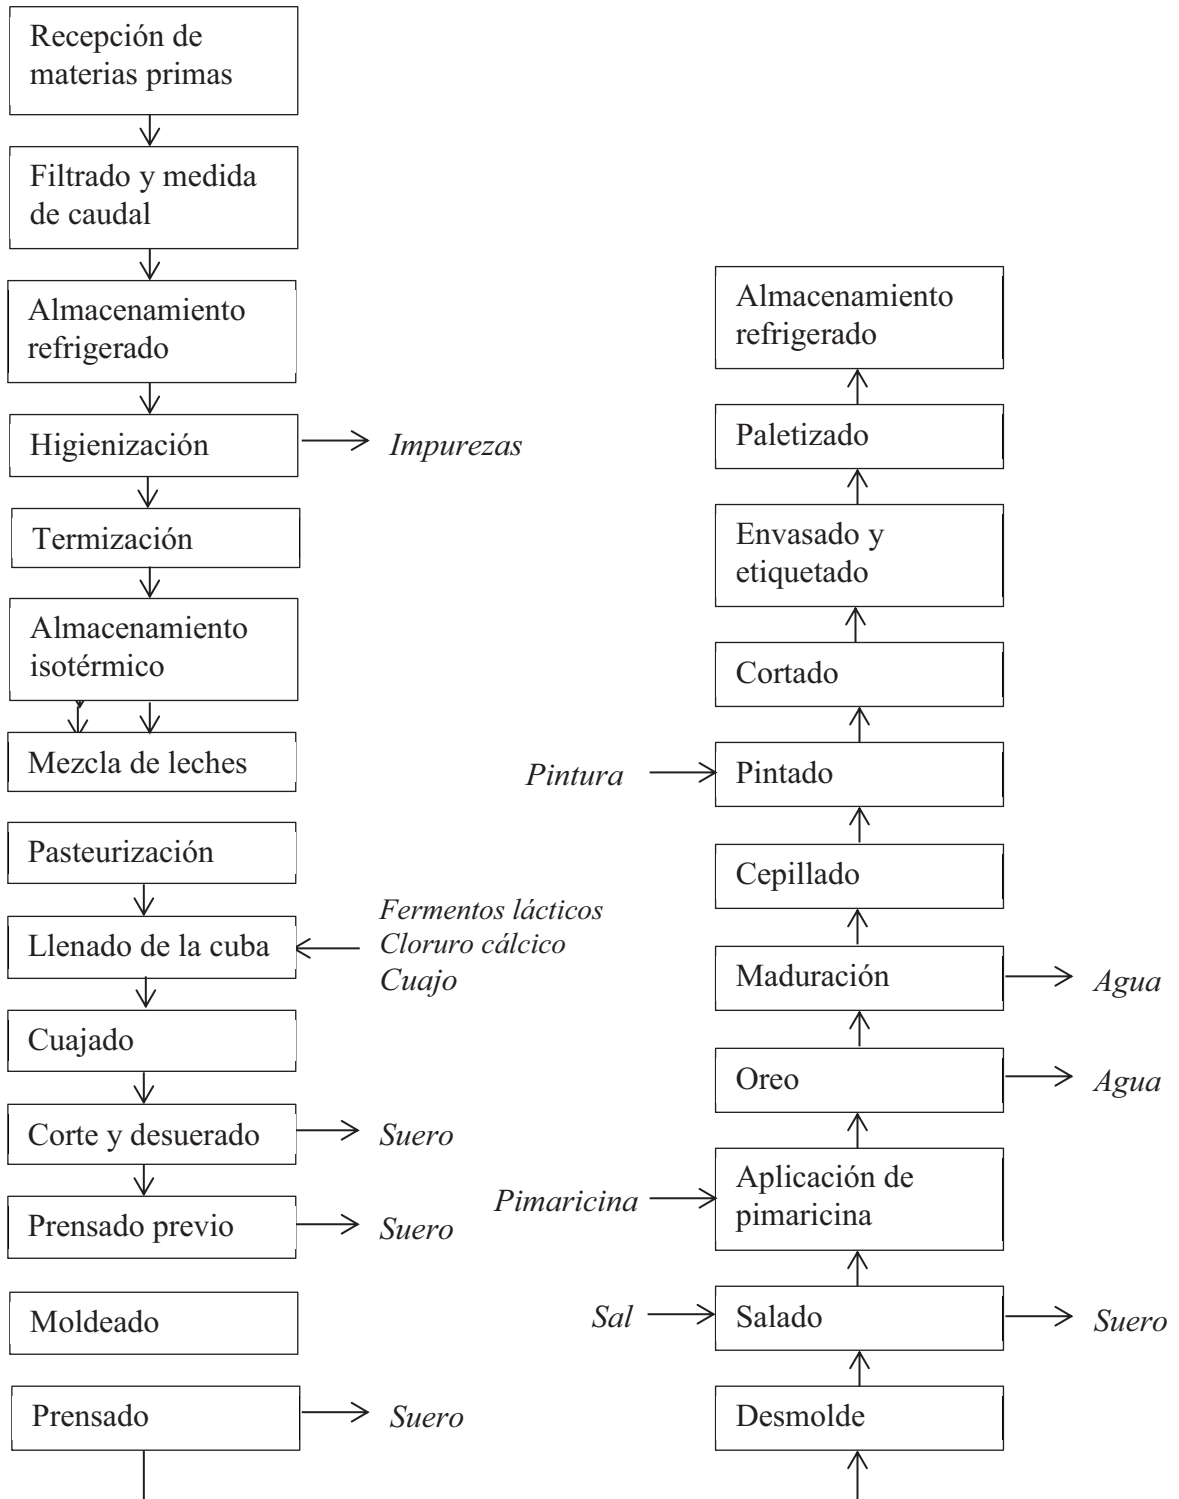 Recepción de
materias primas
Filtrado y medida
de caudal
Almacenamiento
refrigerado
Higienización
Impurezas
Termización
Almacenamiento
isotérmico
Mezcla de leches
Pasteurización
Llenado de la cuba
Fermentos lácticos
Cloruro cálcico
Cuajo
Cuajado
Corte y desuerado
Suero
Prensado previo
Suero
Moldeado
Prensado
Suero
Desmolde
Sal
Salado
Suero
Pimaricina
Aplicación de
pimaricina
Oreo
Agua
Maduración
Agua
Cepillado
Pintura
Pintado
Cortado
Envasado y
etiquetado
Paletizado
Almacenamiento
refrigerado